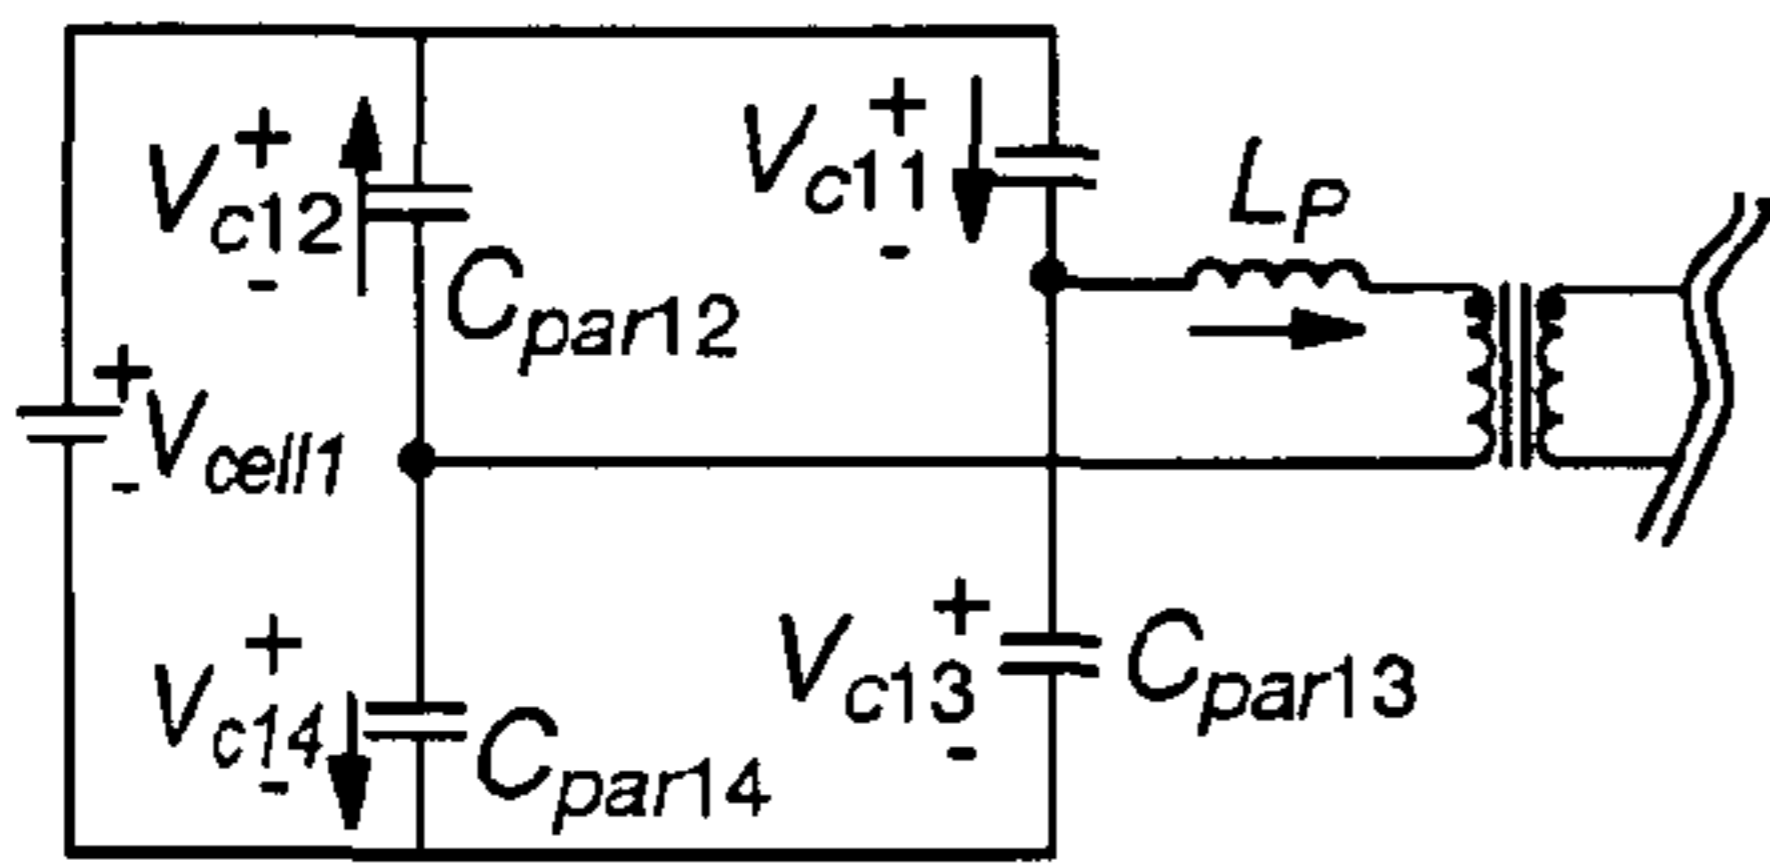 +
Vc12
-
Cpar12
+
Vc11
-
LP
+
Vcell1
-
+
Vc14
-
Cpar14
+
Vc13
-
Cpar13